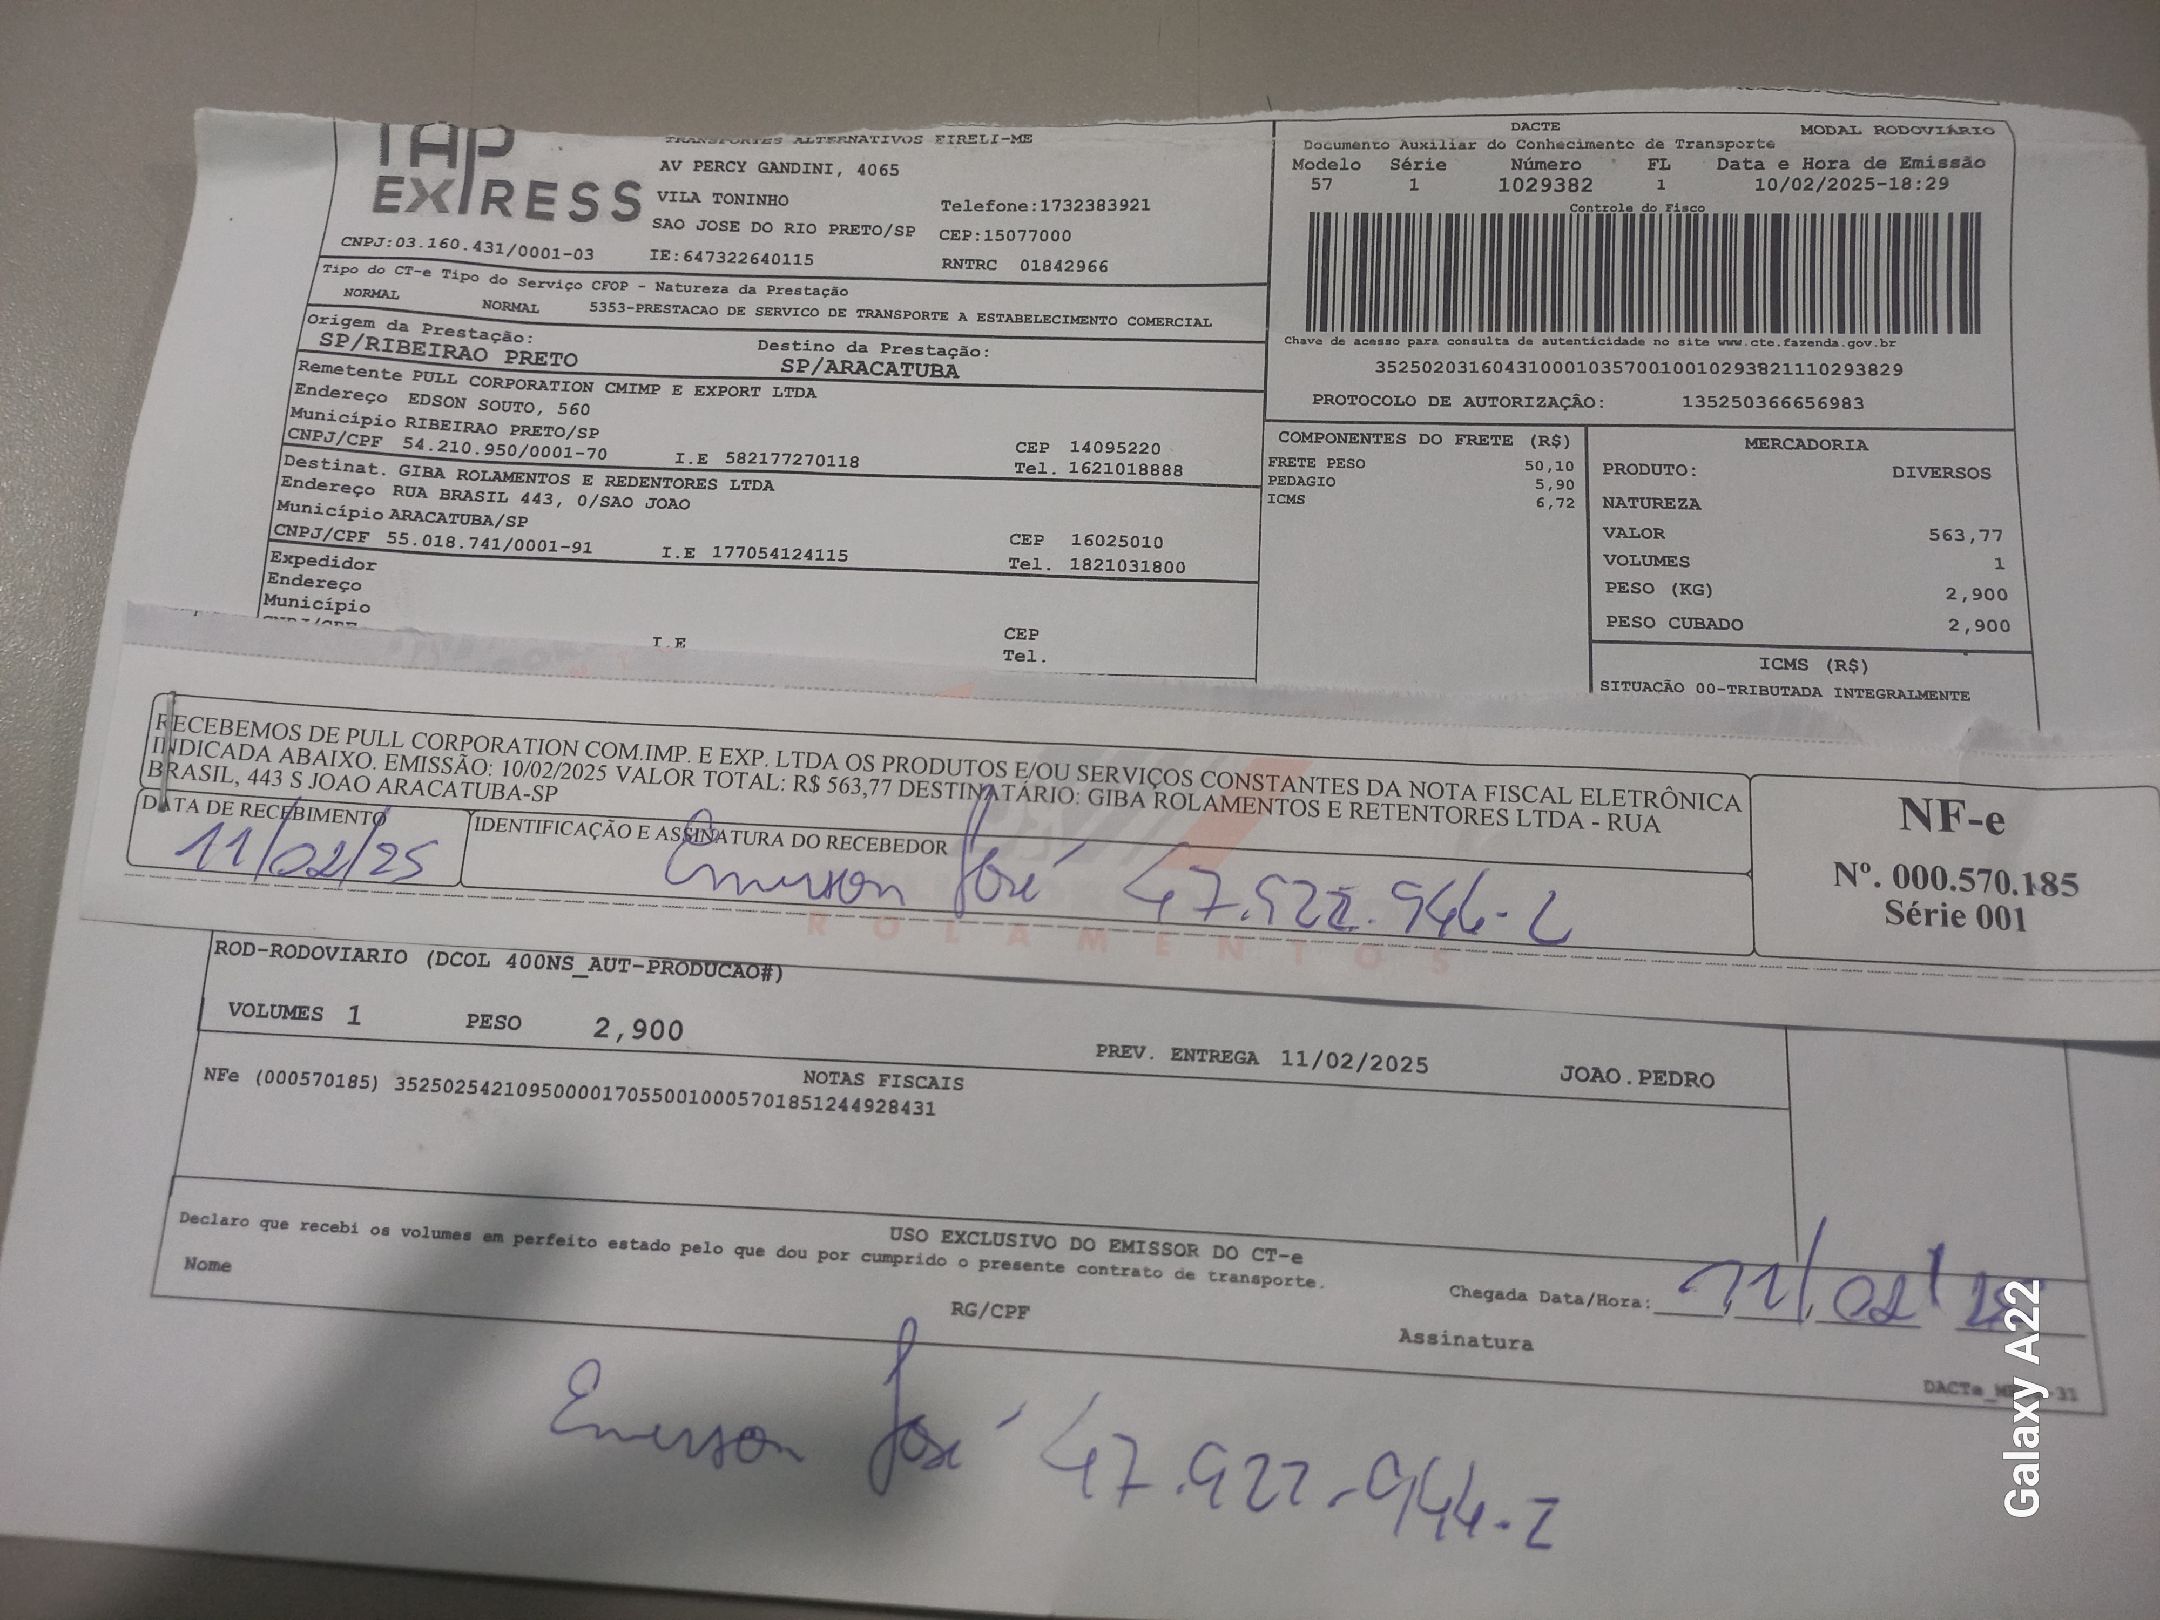 TAP
EXPRESS
TRANSPORTES ALTERNATIVOS EIRELI-ME
AV PERCY GANDINI, 4065
VILA TONINHO
Telefone:1732383921
SAO JOSE DO RIO PRETO/SP CEP:15077000
CNPJ:03.160.431/0001-03 IE:647322640115 RNTRC 01842966
Tipo do CT-e Tipo do Serviço CFOP - Natureza da Prestação
NORMAL NORMAL 5353-PRESTACAO DE SERVICO DE TRANSPORTE A ESTABELECIMENTO COMERCIAL
Origem da Prestação: Destino da Prestação:
SP/RIBEIRAO PRETO SP/ARACATUBA
Remetente PULL CORPORATION CMIMP E EXPORT LTDA
Endereço EDSON SOUTO, 560
Município RIBEIRAO PRETO/SP CEP 14095220
CNPJ/CPF 54.210.950/0001-70 I.E 582177270118 Tel. 1621018888
Destinat. GIBA ROLAMENTOS E REDENTORES LTDA
Endereço RUA BRASIL 443, 0/SAO JOAO
Município ARACATUBA/SP CEP 16025010
CNPJ/CPF 55.018.741/0001-91 I.E 177054124115 Tel. 1821031800
Expedidor
Endereço
Município CEP
CNPJ/CPF I.E Tel.
DACTE MODAL RODOVIÁRIO
Documento Auxiliar do Conhecimento de Transporte
Modelo Série Número FL Data e Hora de Emissão
57 1 1029382 1 10/02/2025-18:29
Controle do Fisco
Chave de acesso para consulta de autenticidade no site www.cte.fazenda.gov.br
35250203160431000103570010010293821110293829
PROTOCOLO DE AUTORIZAÇÃO: 135250366656983
COMPONENTES DO FRETE (R$)
FRETE PESO 50,10
PEDAGIO 5,90
ICMS 6,72
MERCADORIA
PRODUTO: DIVERSOS
NATUREZA
VALOR 563,77
VOLUMES 1
PESO (KG) 2,900
PESO CUBADO 2,900
ICMS (R$)
SITUACÃO 00-TRIBUTADA INTEGRALMENTE
RECEBEMOS DE PULL CORPORATION COM.IMP. E EXP. LTDA OS PRODUTOS E/OU SERVIÇOS CONSTANTES DA NOTA FISCAL ELETRÔNICA
INDICADA ABAIXO. EMISSÃO: 10/02/2025 VALOR TOTAL: R$ 563,77 DESTINATÁRIO: GIBA ROLAMENTOS E RETENTORES LTDA - RUA
BRASIL, 443 S JOAO ARACATUBA-SP
DATA DE RECEBIMENTO IDENTIFICAÇÃO E ASSINATURA DO RECEBEDOR
11/02/25 Emerson José 47.922.944-2
NF-e
Nº. 000.570.185
Série 001
ROLAMENTOS
ROD-RODOVIARIO (DCOL 400NS_AUT-PRODUCAO#)
VOLUMES 1 PESO 2,900 PREV. ENTREGA 11/02/2025 JOAO.PEDRO
NOTAS FISCAIS
NFe (000570185) 35250254210950000170550010005701851244928431
USO EXCLUSIVO DO EMISSOR DO CT-e
Declaro que recebi os volumes em perfeito estado pelo que dou por cumprido o presente contrato de transporte.
Chegada Data/Hora: 11/02/25
Nome RG/CPF Assinatura
Emerson José 47.922.944-2
Galaxy A22